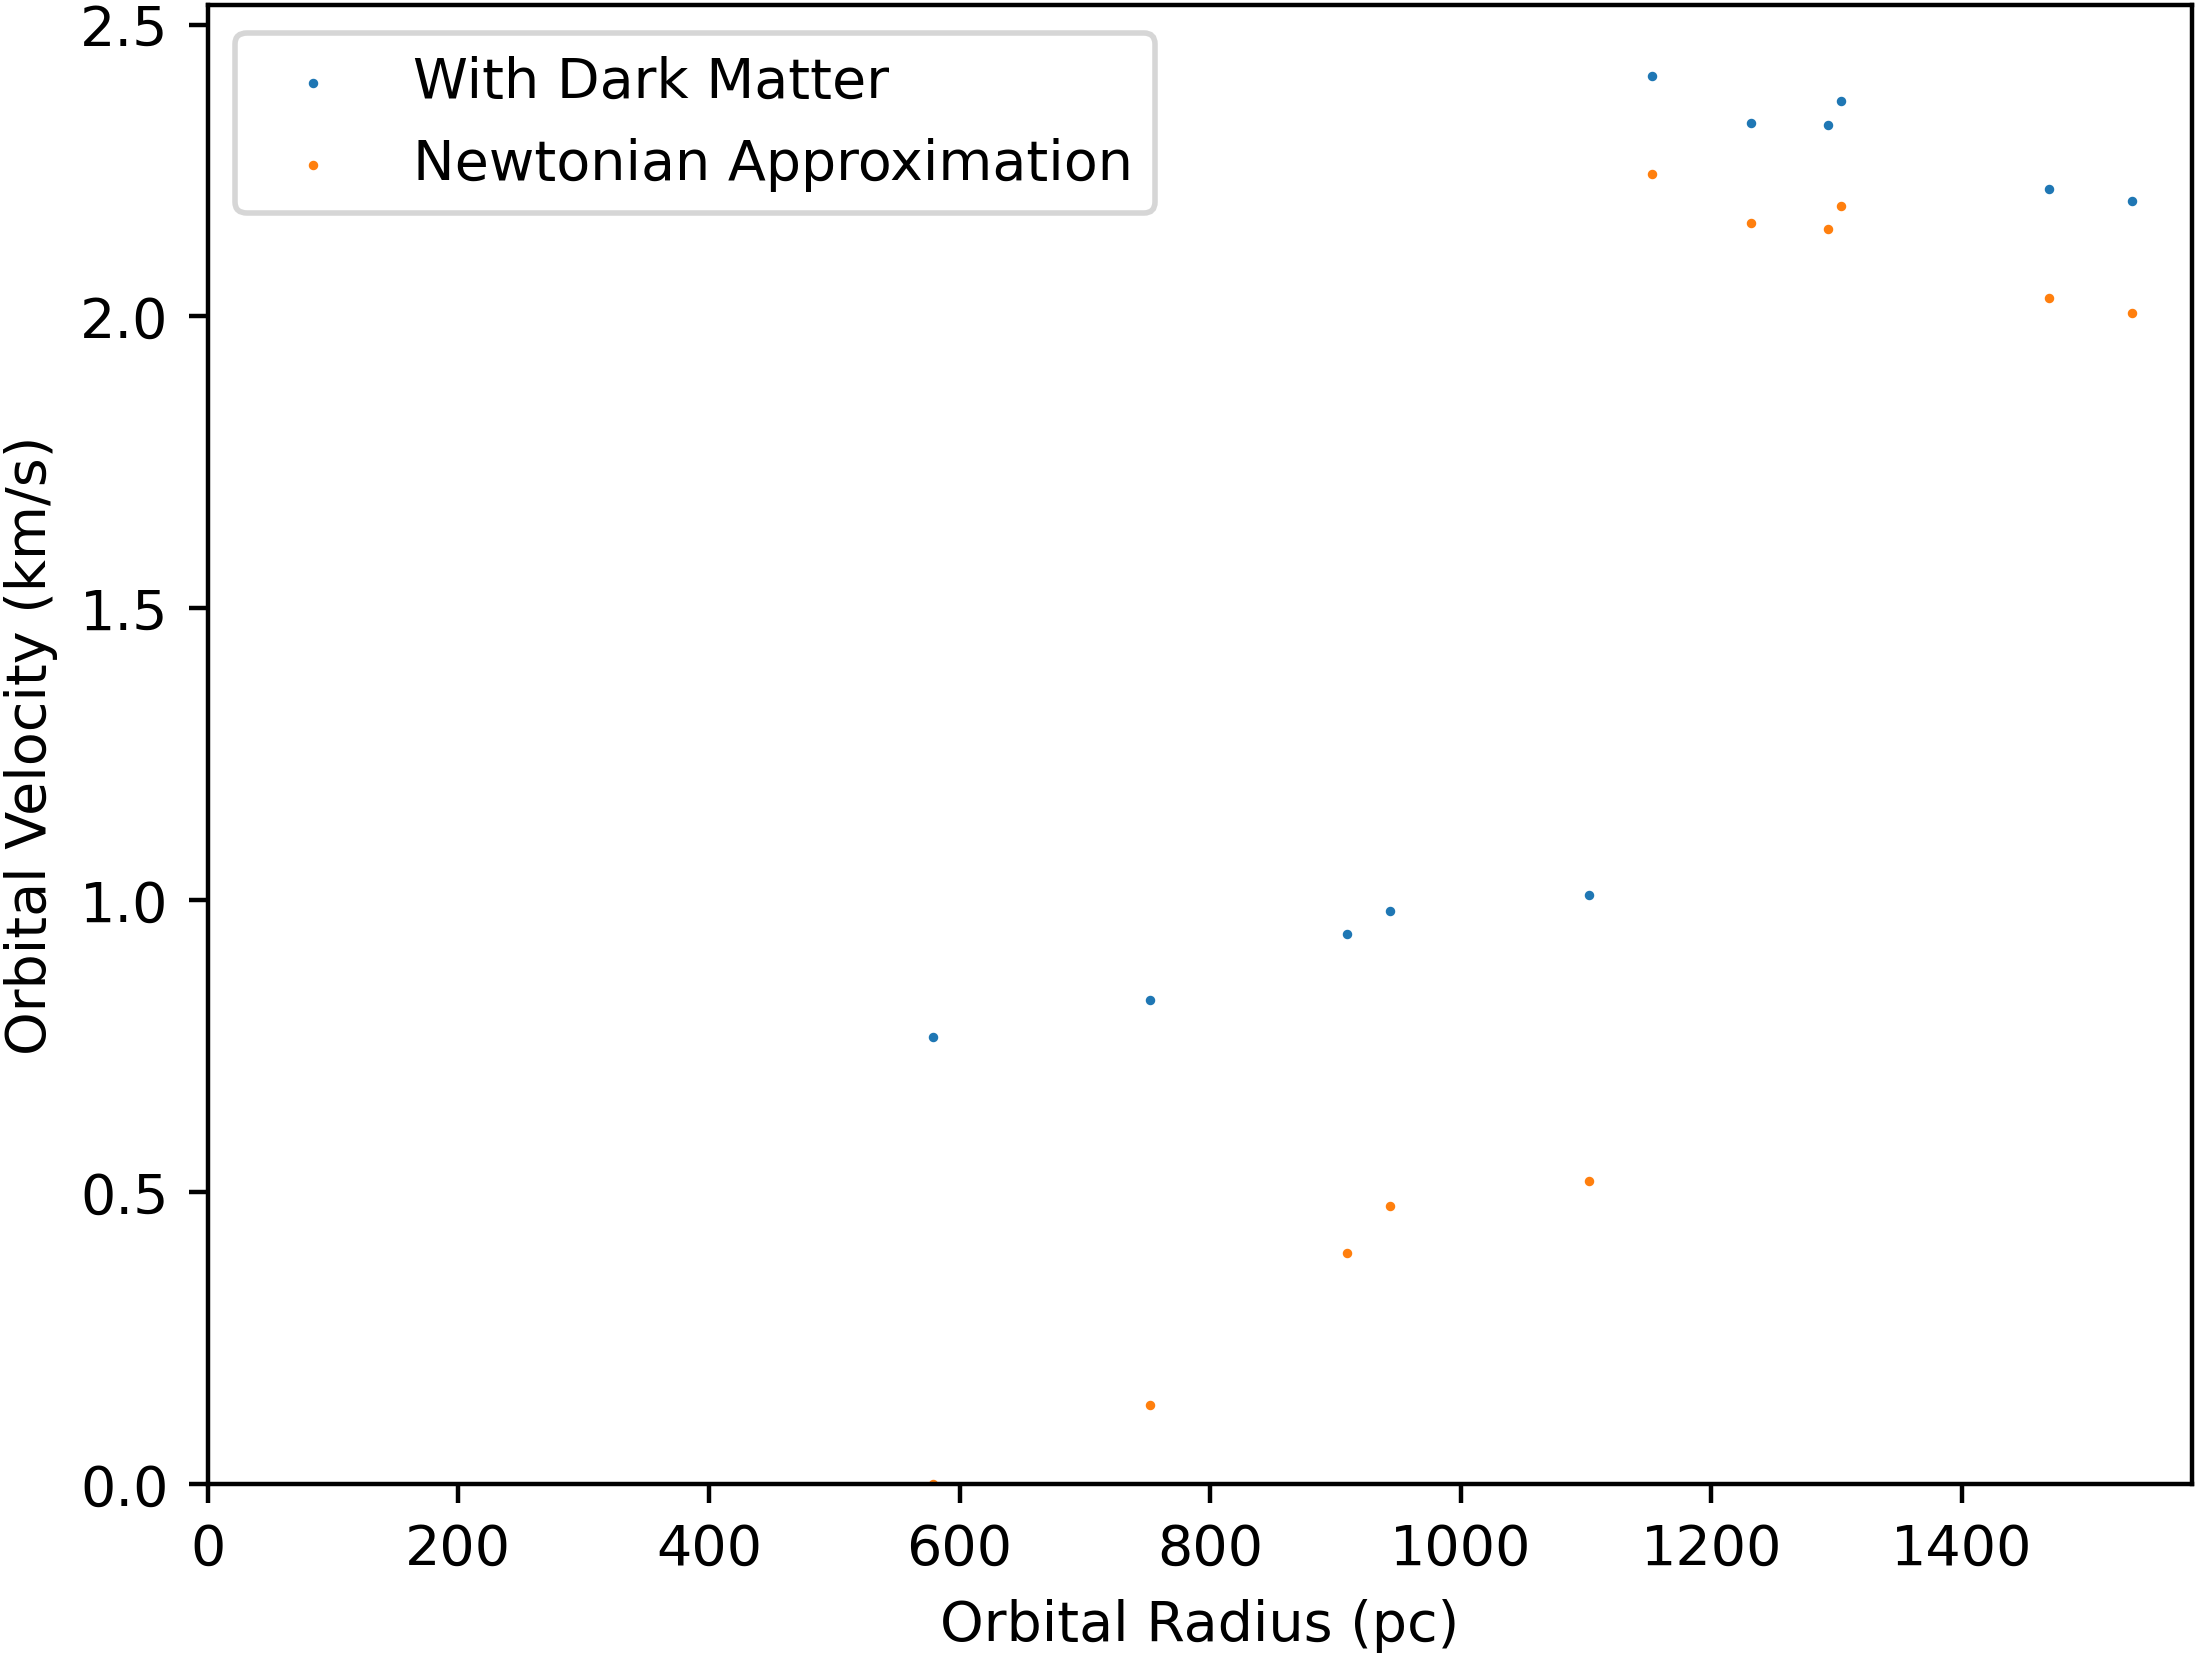 With Dark Matter
Newtonian Approximation
Orbital Velocity (km/s)
2.5
2.0
1.5
1.0
0.5
0.0
0 200 400 600 800 1000 1200 1400
Orbital Radius (pc)